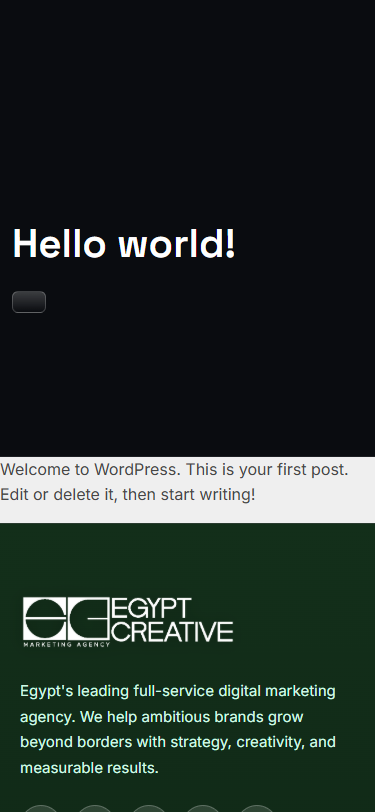 Hello world!
Welcome to WordPress. This is your first post.
Edit or delete it, then start writing!
EGYPT
CREATIVE
MARKETING AGENCY
Egypt's leading full-service digital marketing
agency. We help ambitious brands grow
beyond borders with strategy, creativity, and
measurable results.